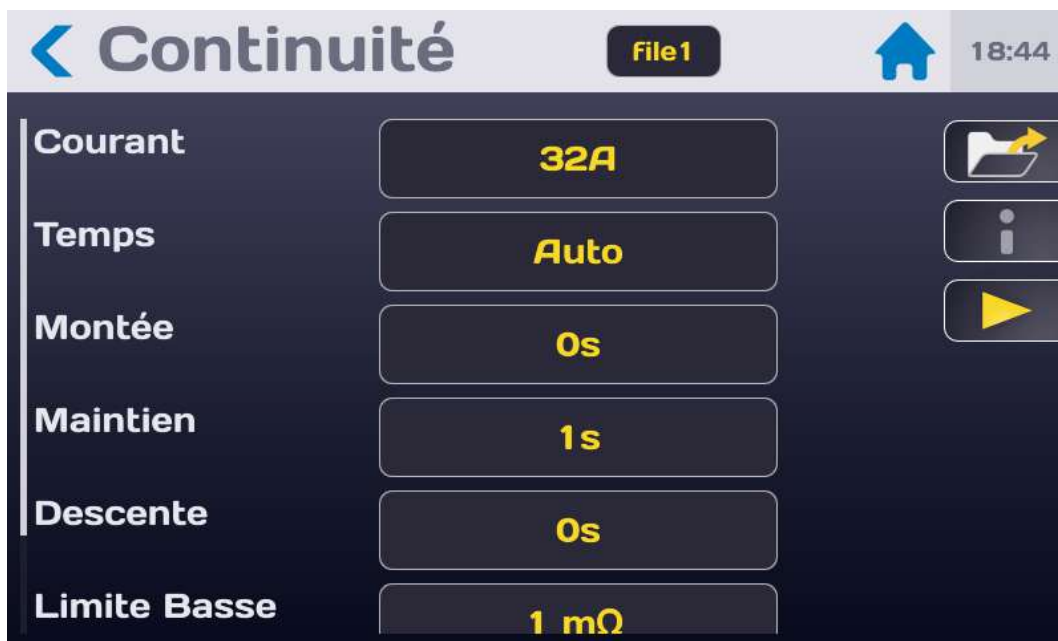 Continuité File1 18:44
Courant 32A
Temps Auto
Montée 0s
Maintien 1s
Descente 0s
Limite Basse 1 mΩ